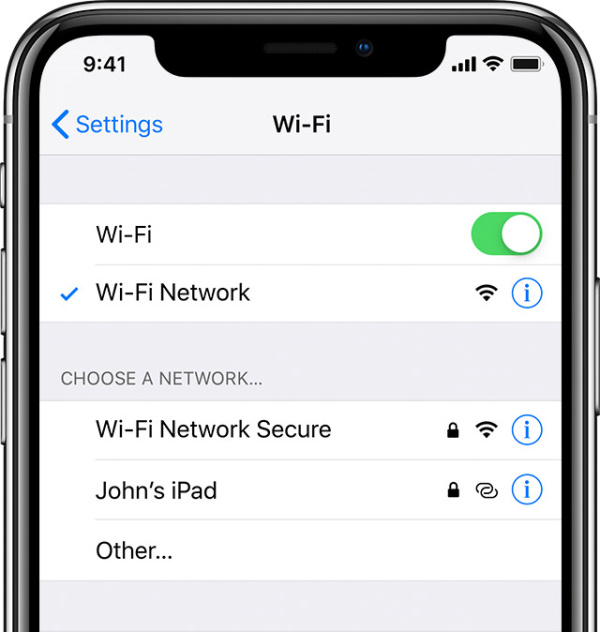 9:41
Settings
Wi-Fi
Wi-Fi
Wi-Fi Network
CHOOSE A NETWORK...
Wi-Fi Network Secure
John’s iPad
Other...